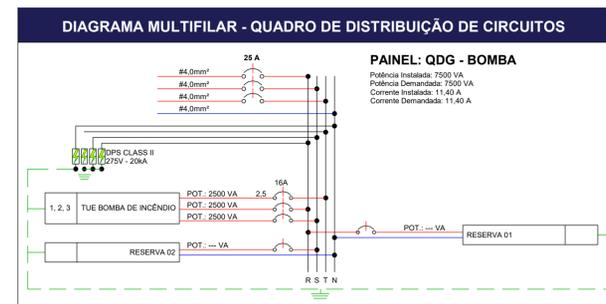 DIAGRAMA MULTIFILAR - QUADRO DE DISTRIBUIÇÃO DE CIRCUITOS
25 A
PAINEL: QDG - BOMBA
Potência Instalada: 7500 VA
Potência Demandada: 7500 VA
Corrente Instalada: 11,40 A
Corrente Demandada: 11,40 A
#4,0mm²
#4,0mm²
#4,0mm²
#4,0mm²
DPS CLASS II
275V - 20kA
16A
1, 2, 3 TUE BOMBA DE INCÊNDIO
POT.: 2500 VA 2,5
POT.: 2500 VA
POT.: 2500 VA
POT.: --- VA
RESERVA 01
RESERVA 02
POT.: --- VA
R S T N